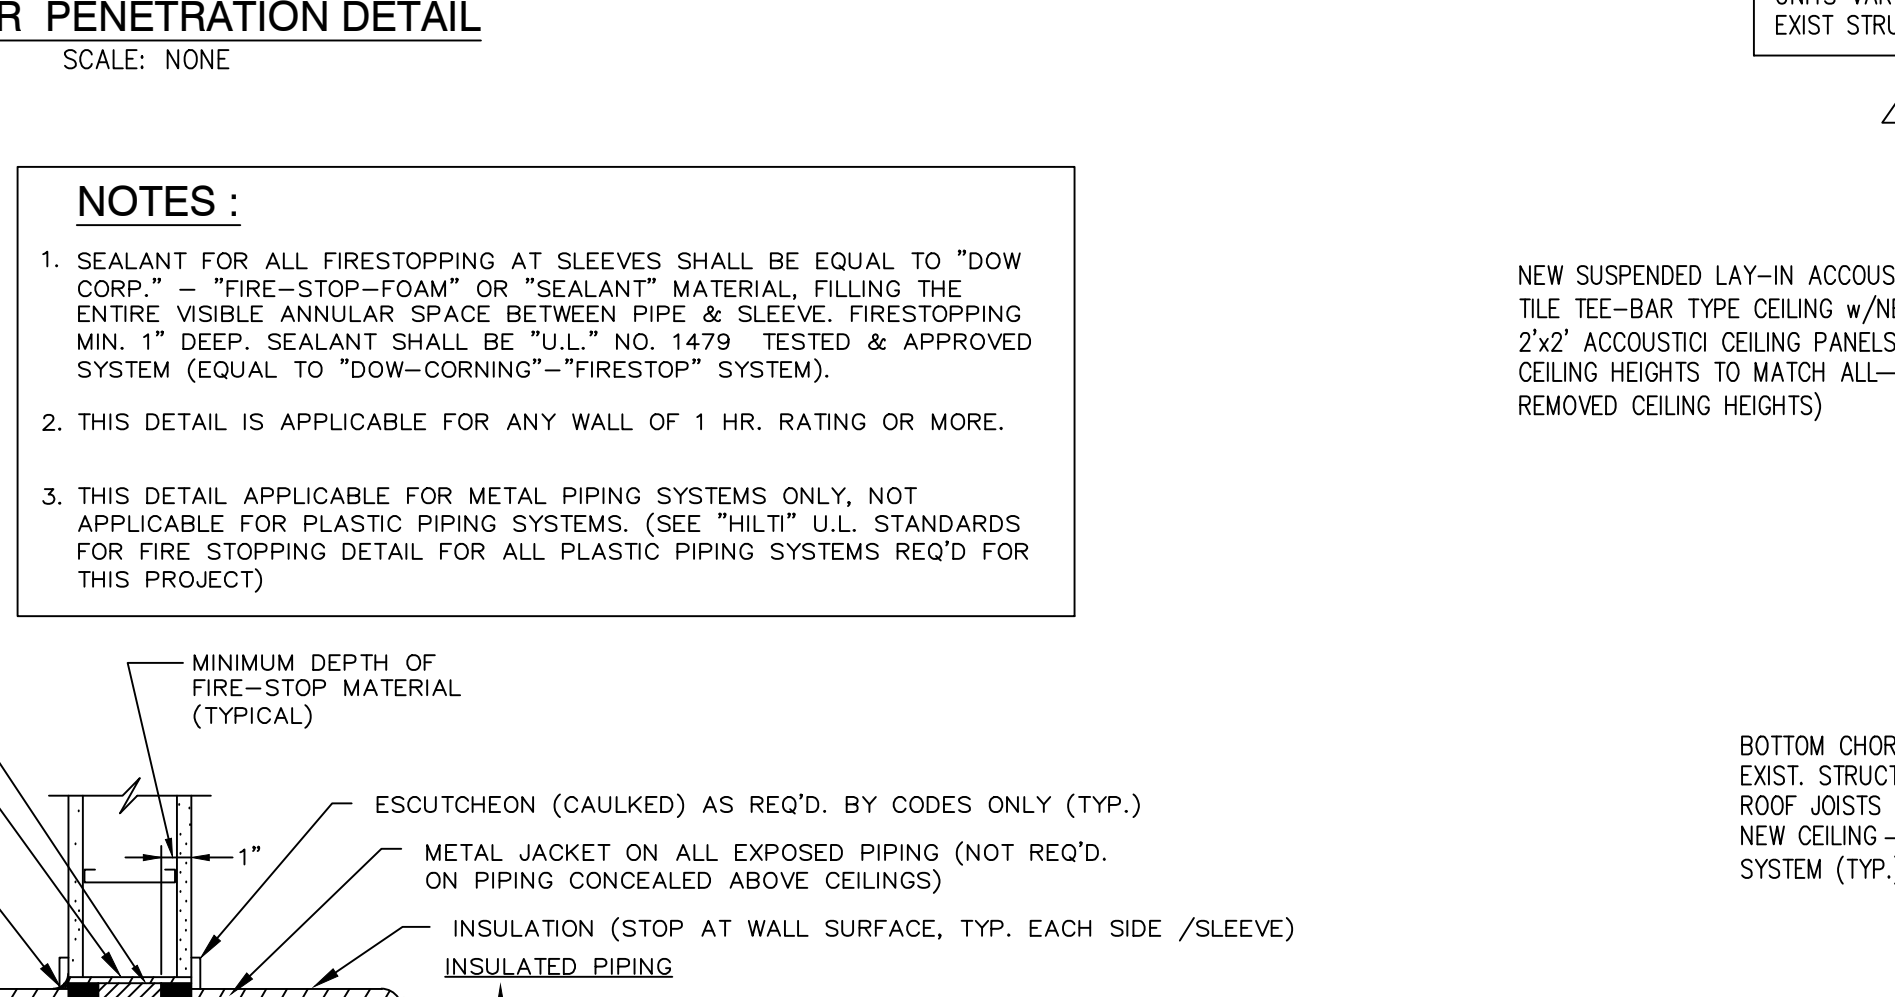 R PENETRATION DETAIL
SCALE: NONE
EXIST STRU
NOTES :
1. SEALANT FOR ALL FIRESTOPPING AT SLEEVES SHALL BE EQUAL TO "DOW
CORP." – "FIRE–STOP–FOAM" OR "SEALANT" MATERIAL, FILLING THE
ENTIRE VISIBLE ANNULAR SPACE BETWEEN PIPE & SLEEVE. FIRESTOPPING
MIN. 1" DEEP. SEALANT SHALL BE "U.L." NO. 1479 TESTED & APPROVED
SYSTEM (EQUAL TO "DOW–CORNING"–"FIRESTOP" SYSTEM).
2. THIS DETAIL IS APPLICABLE FOR ANY WALL OF 1 HR. RATING OR MORE.
3. THIS DETAIL APPLICABLE FOR METAL PIPING SYSTEMS ONLY, NOT
APPLICABLE FOR PLASTIC PIPING SYSTEMS. (SEE "HILTI" U.L. STANDARDS
FOR FIRE STOPPING DETAIL FOR ALL PLASTIC PIPING SYSTEMS REQ'D FOR
THIS PROJECT)
NEW SUSPENDED LAY–IN ACCOUS
TILE TEE–BAR TYPE CEILING w/NE
2'x2' ACCOUSTICI CEILING PANELS
CEILING HEIGHTS TO MATCH ALL–
REMOVED CEILING HEIGHTS)
MINIMUM DEPTH OF
FIRE–STOP MATERIAL
(TYPICAL)
1"
ESCUTCHEON (CAULKED) AS REQ'D. BY CODES ONLY (TYP.)
METAL JACKET ON ALL EXPOSED PIPING (NOT REQ'D.
ON PIPING CONCEALED ABOVE CEILINGS)
INSULATION (STOP AT WALL SURFACE, TYP. EACH SIDE /SLEEVE)
INSULATED PIPING
BOTTOM CHOR
EXIST. STRUCT
ROOF JOISTS
NEW CEILING
SYSTEM (TYP.)